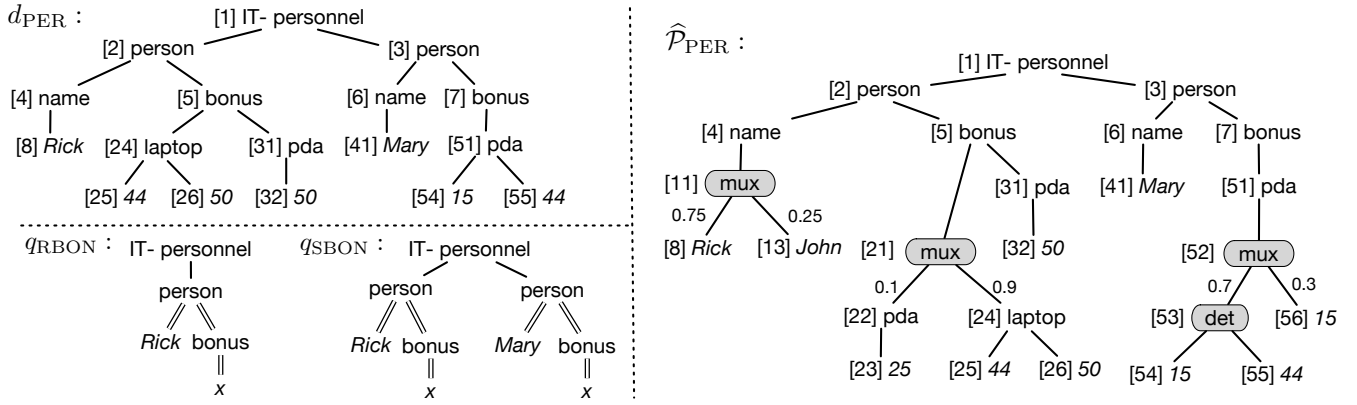 d_PER :
[1] IT- personnel
[2] person
[3] person
[4] name
[5] bonus
[6] name
[7] bonus
[8] Rick
[24] laptop
[31] pda
[41] Mary
[51] pda
[25] 44
[26] 50
[32] 50
[54] 15
[55] 44
q_RBON :
IT- personnel
person
Rick
bonus
x
q_SBON :
IT- personnel
person
person
Rick
bonus
Mary
bonus
x
x
P̂_PER :
[1] IT- personnel
[2] person
[3] person
[4] name
[5] bonus
[6] name
[7] bonus
[11] mux
[31] pda
[41] Mary
[51] pda
0.75
0.25
[8] Rick
[13] John
[21] mux
[32] 50
[52] mux
0.1
0.9
0.7
0.3
[22] pda
[24] laptop
[53] det
[56] 15
[23] 25
[25] 44
[26] 50
[54] 15
[55] 44